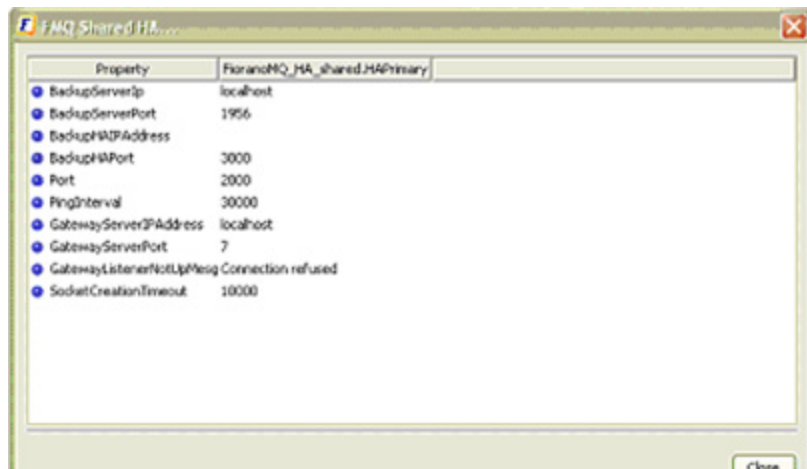 FMQ Shared HA....
Property FioranoMQ_HA_shared.HAPrimary
BackupServerIp localhost
BackupServerPort 1956
BackupHAIPAddress
BackupHAPort 3000
Port 2000
PingInterval 30000
GatewayServerIPAddress localhost
GatewayServerPort 7
GatewayListenerNotUpMesg Connection refused
SocketCreationTimeout 10000
Close